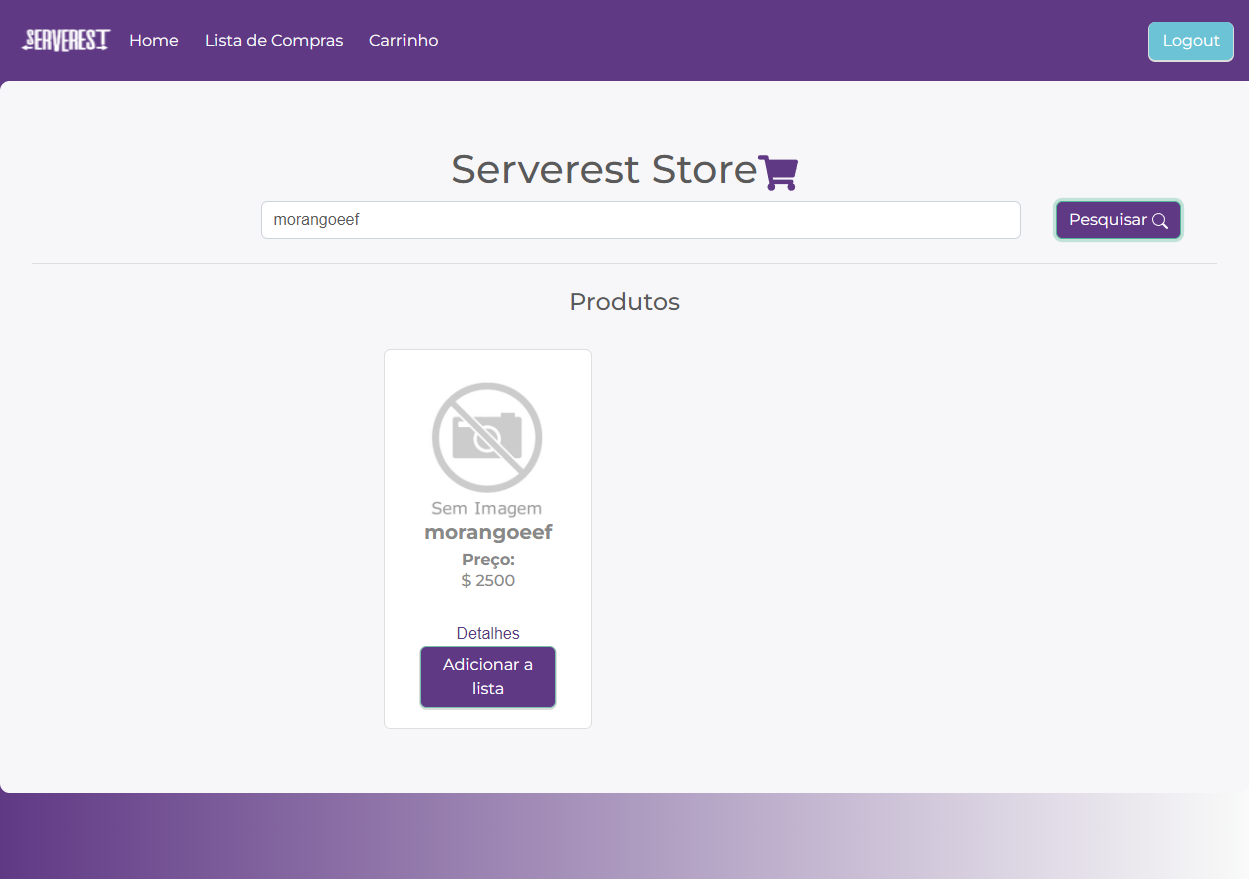 SERVEREST Home Lista de Compras Carrinho Logout
Serverest Store
morangoeef Pesquisar
Produtos
Sem Imagem
morangoeef
Preço:
$ 2500
Detalhes
Adicionar a
lista